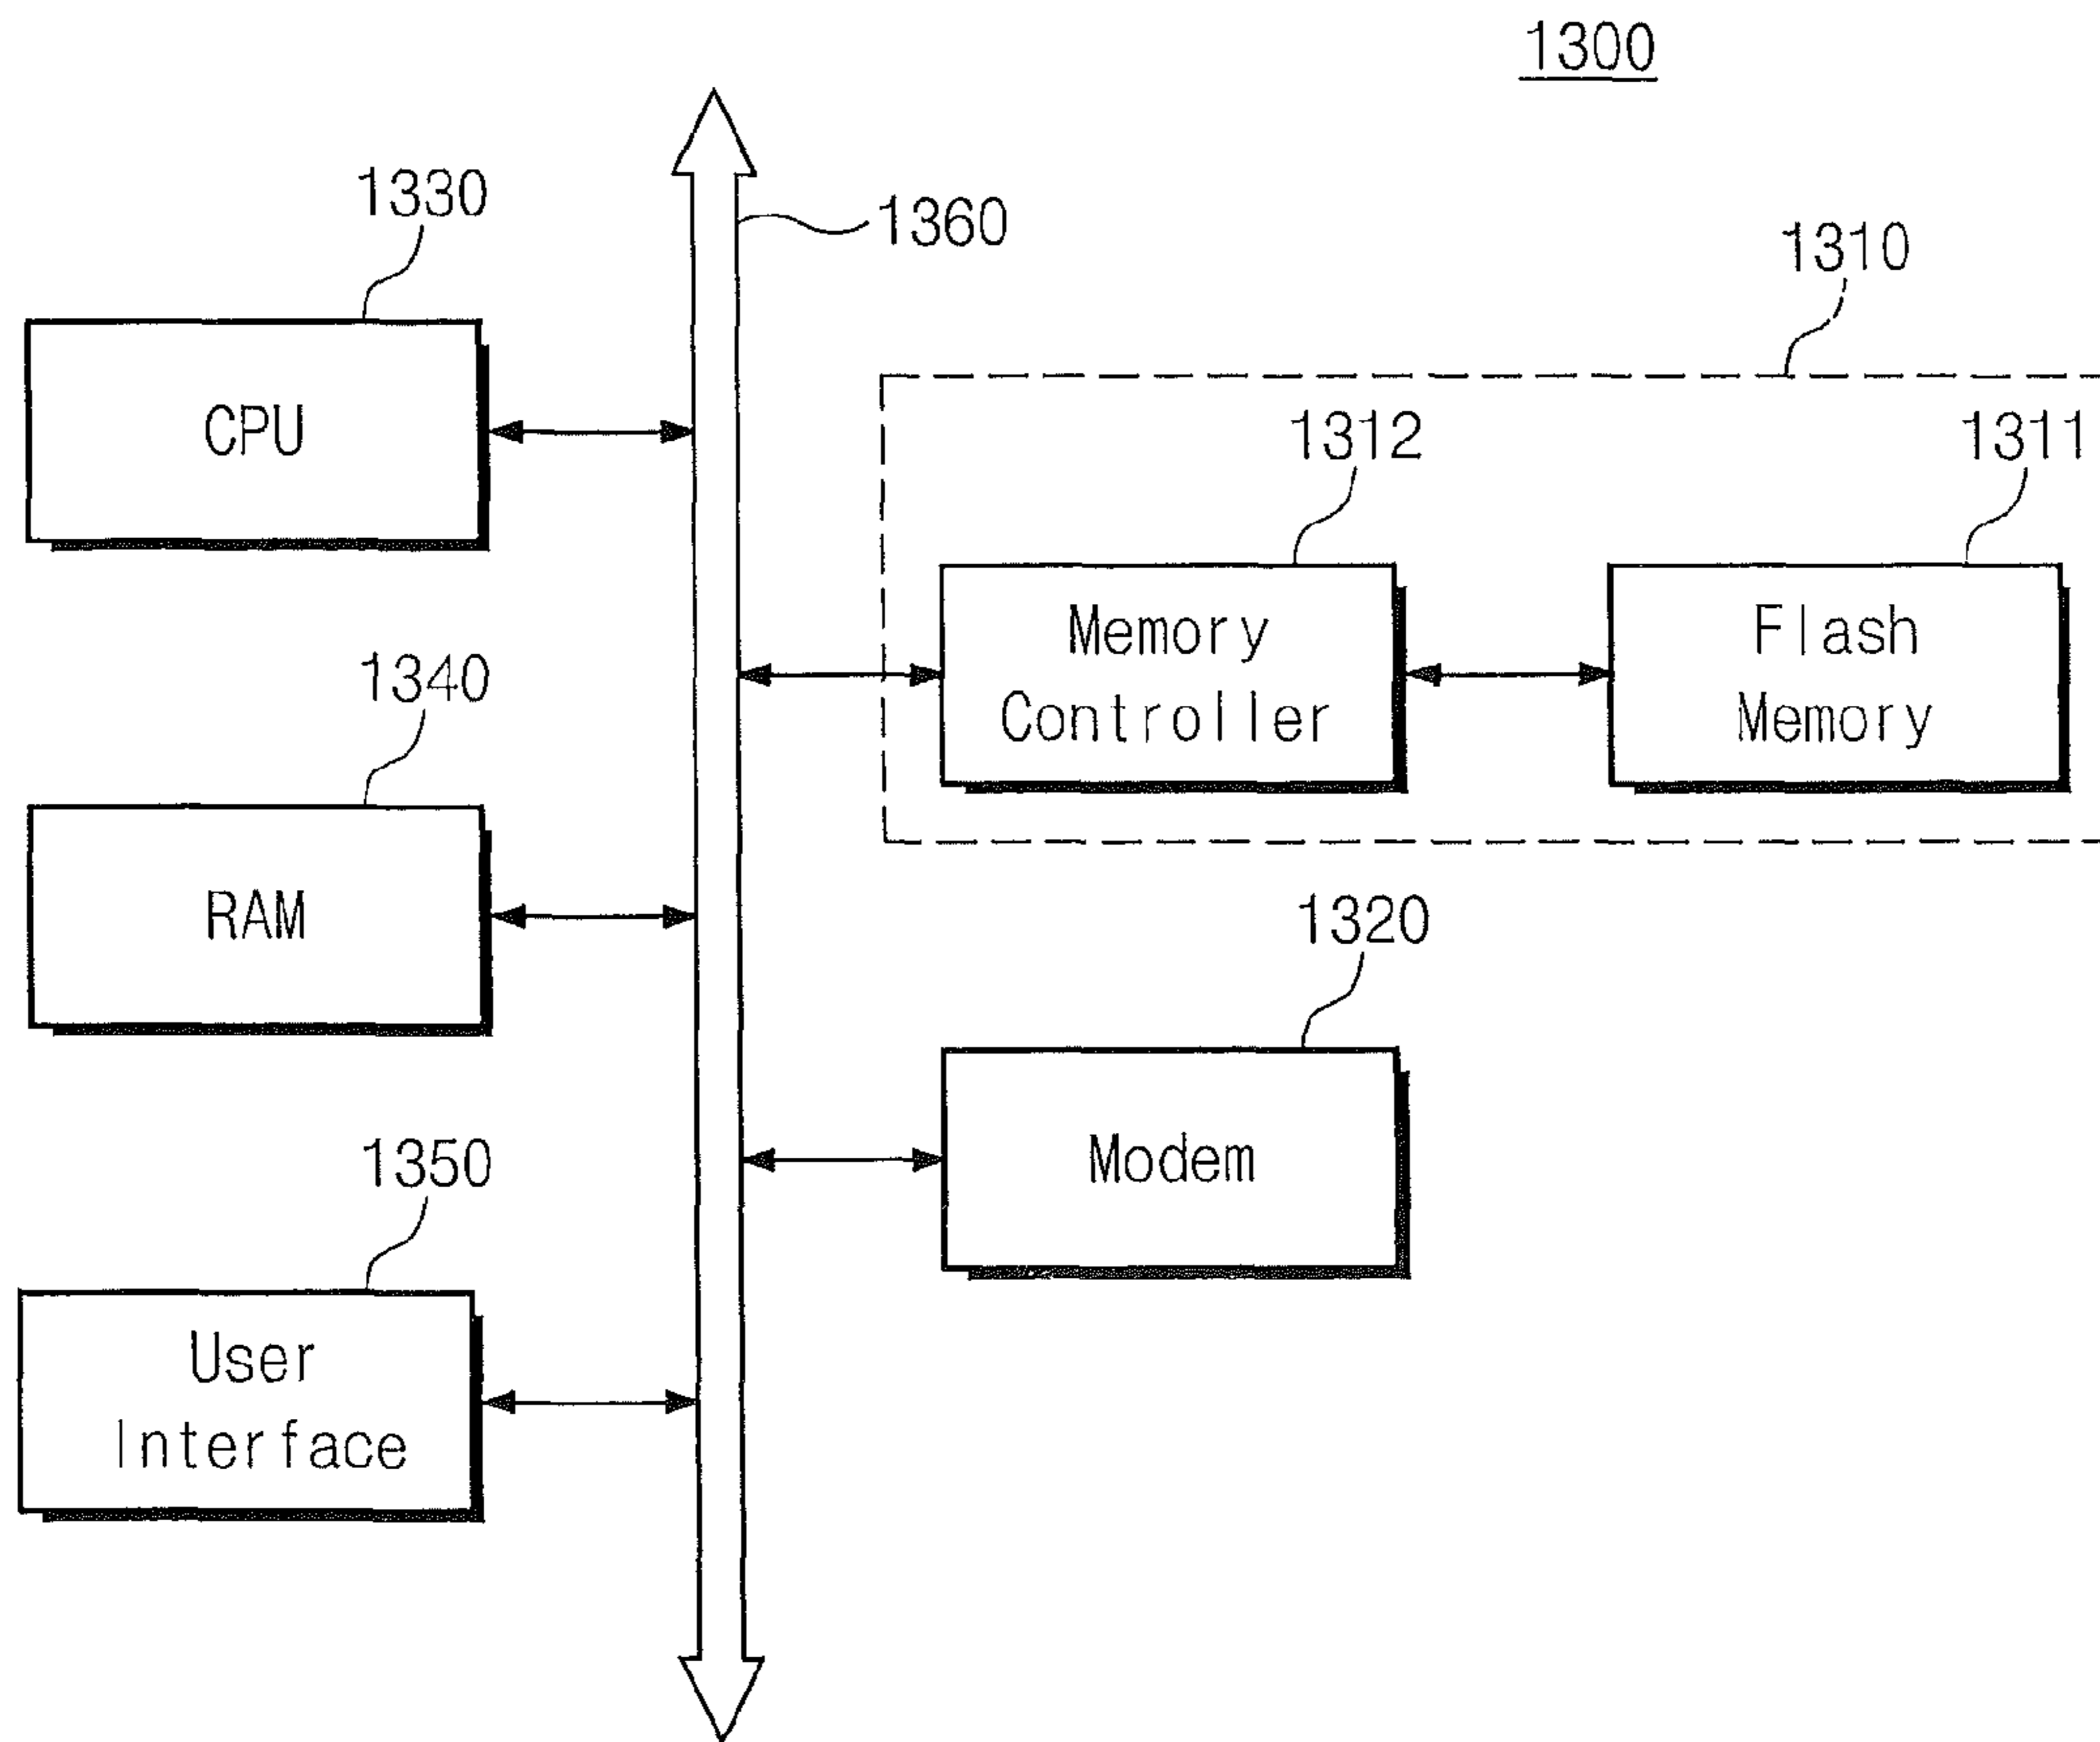 1300
1330
1360
1310
CPU
1312
1311
Memory
Controller
Flash
Memory
1340
RAM
1320
Modem
1350
User
Interface